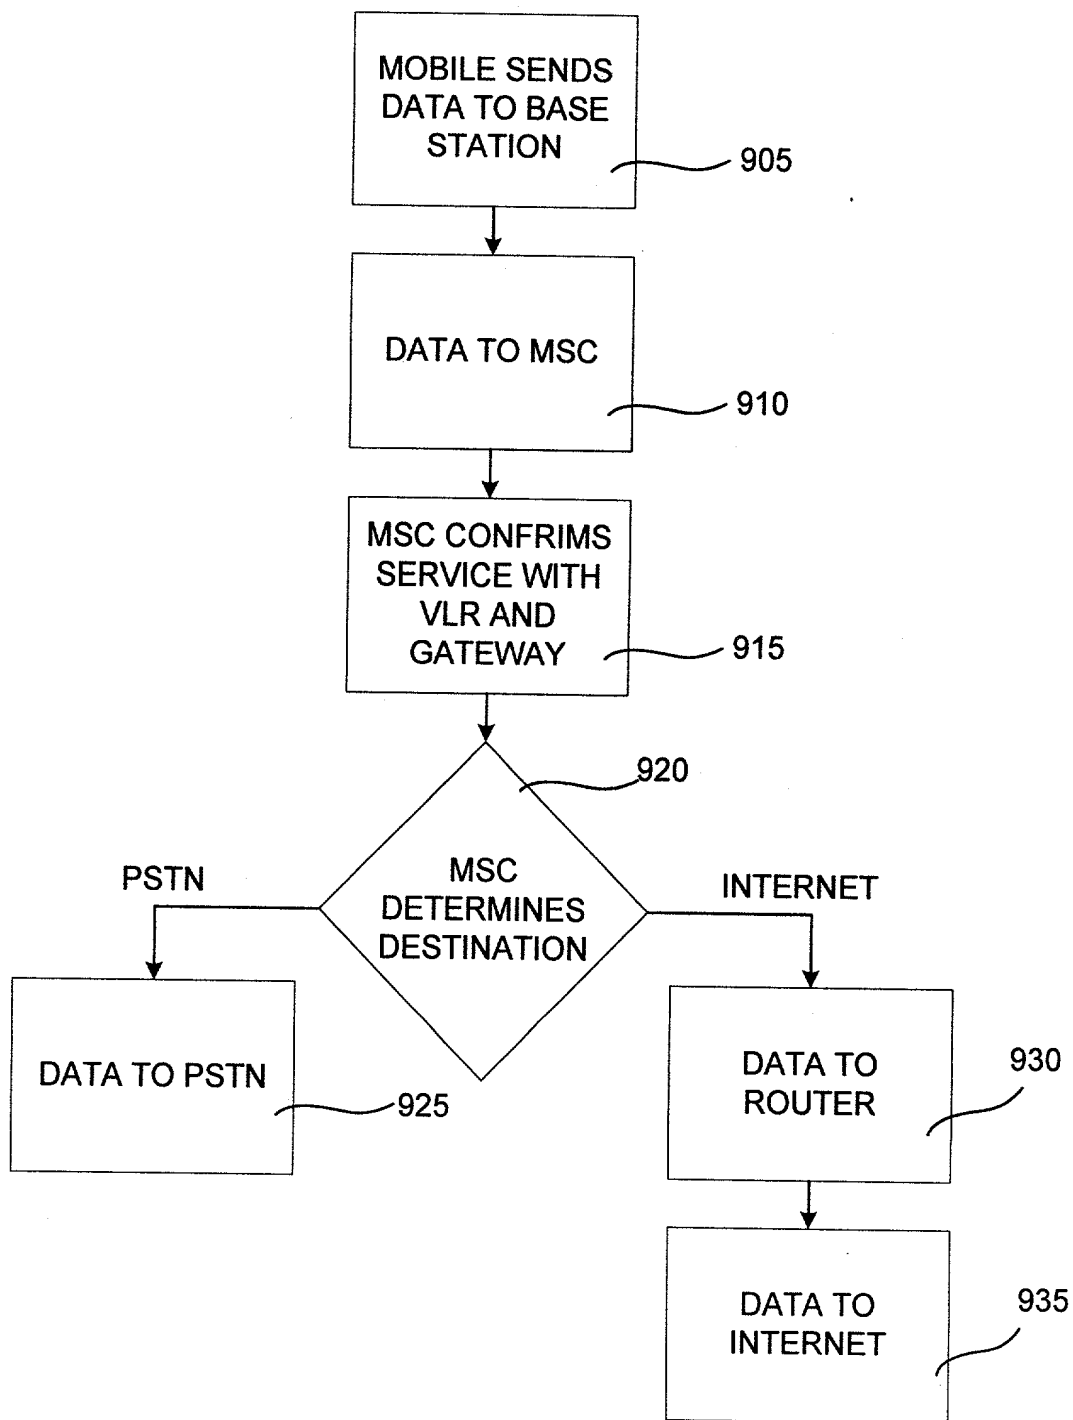 MOBILE SENDS
DATA TO BASE
STATION
905
DATA TO MSC
910
MSC CONFRIMS
SERVICE WITH
VLR AND
GATEWAY
915
920
MSC
DETERMINES
DESTINATION
PSTN
INTERNET
DATA TO PSTN
925
DATA TO
ROUTER
930
DATA TO
INTERNET
935